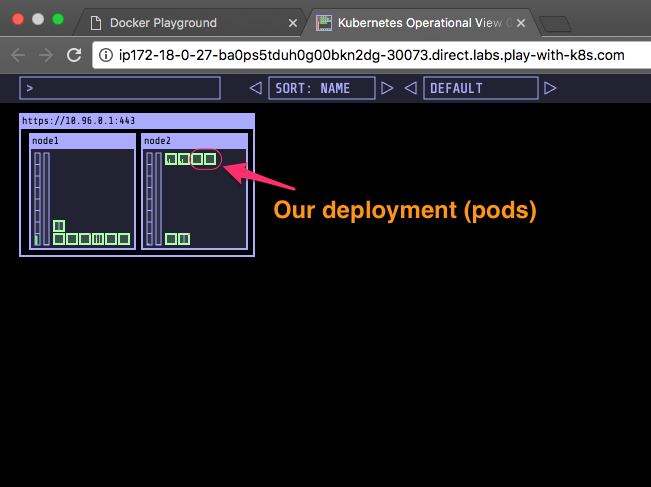 Docker Playground
Kubernetes Operational View 0
ip172-18-0-27-ba0ps5tduh0g00bkn2dg-30073.direct.labs.play-with-k8s.com
>
SORT: NAME
DEFAULT
https://10.96.0.1:443
node1
node2
Our deployment (pods)